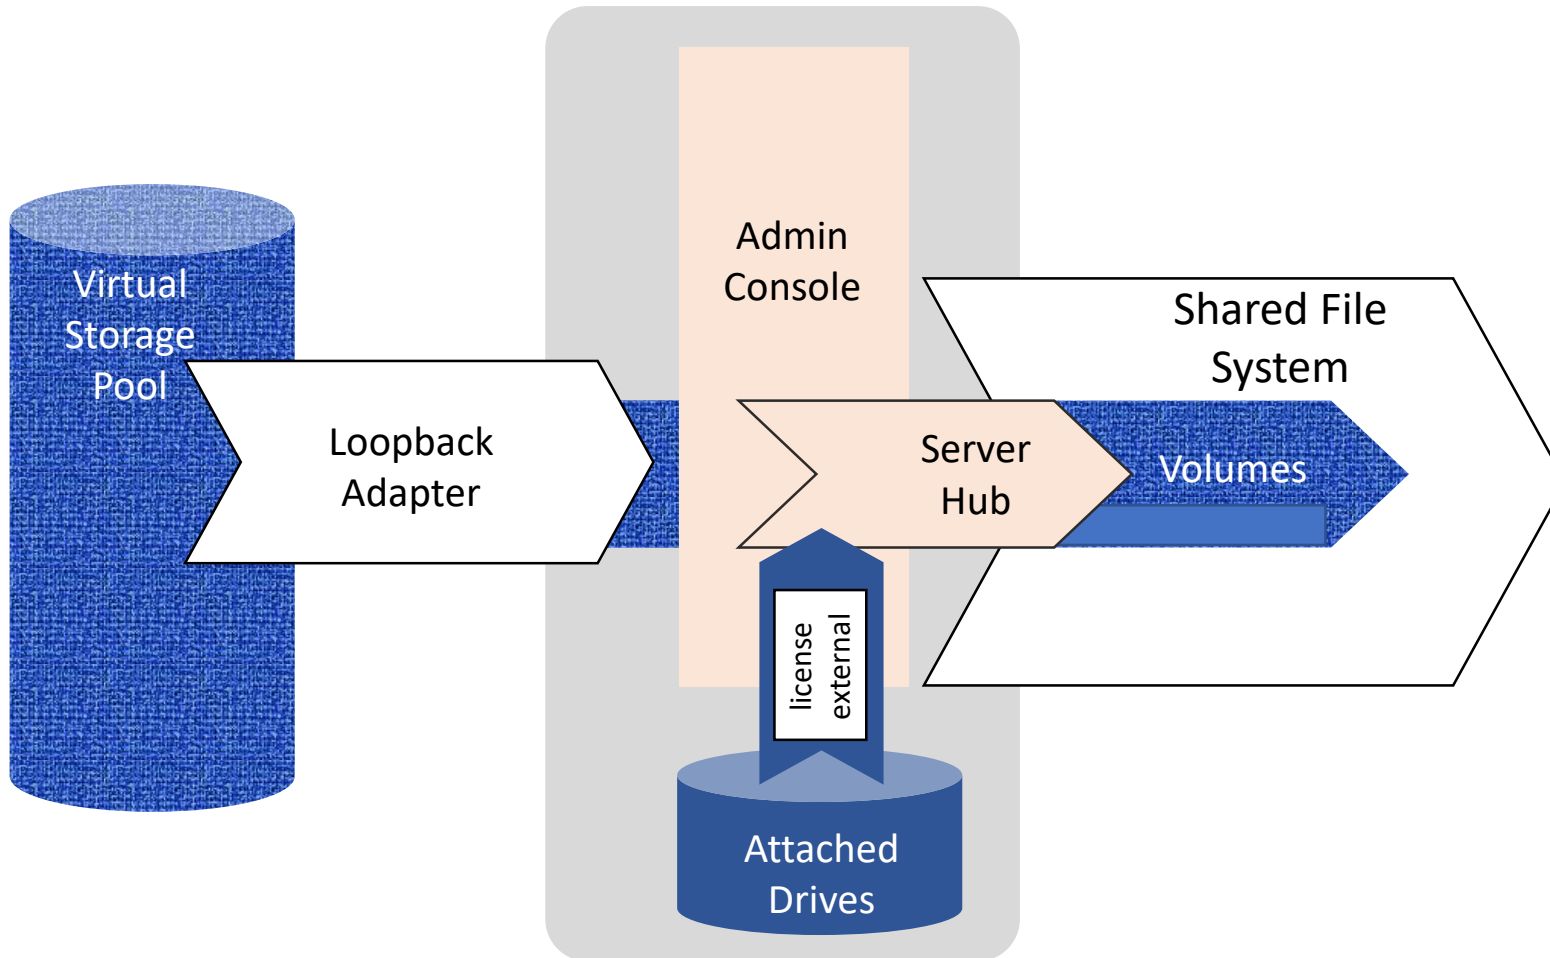 Virtual
Storage
Pool
Loopback
Adapter
Admin
Console
Server
Hub
Shared File
System
Volumes
license
external
Attached
Drives